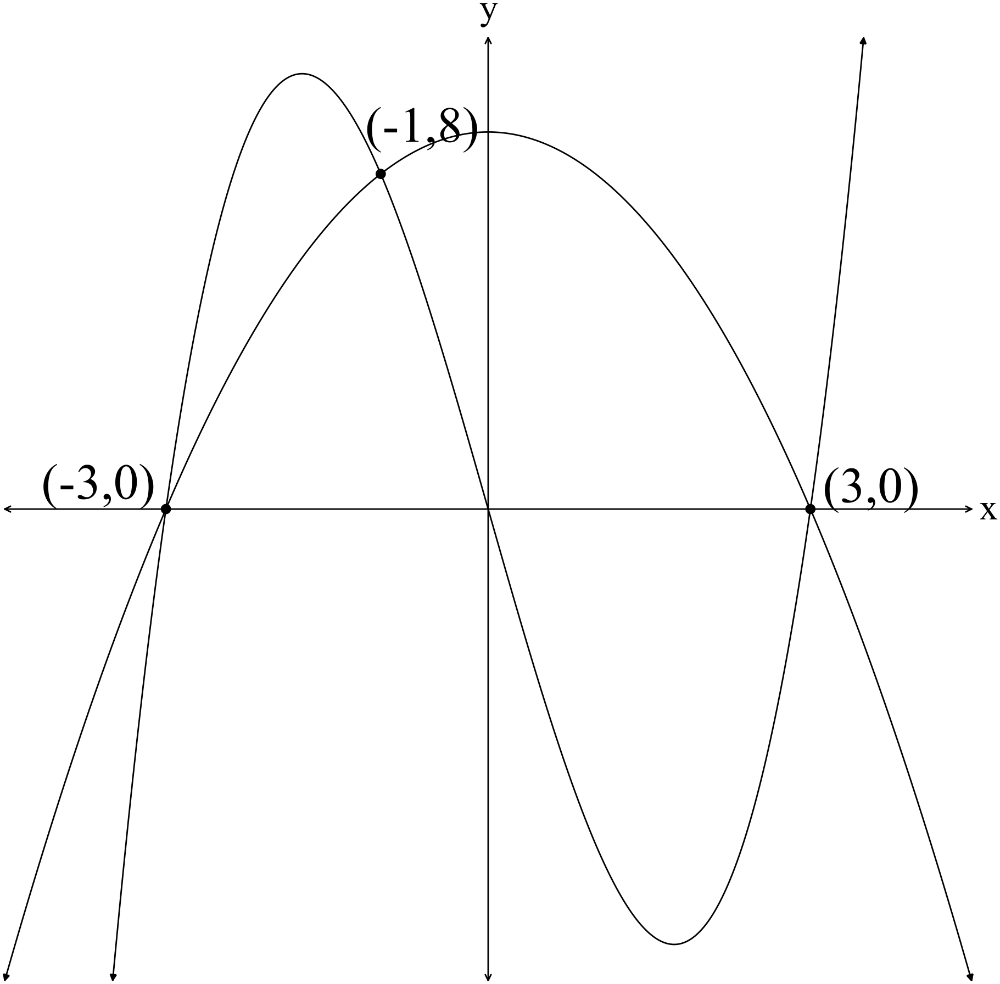 y
(-1,8)
(-3,0)
(3,0)
x